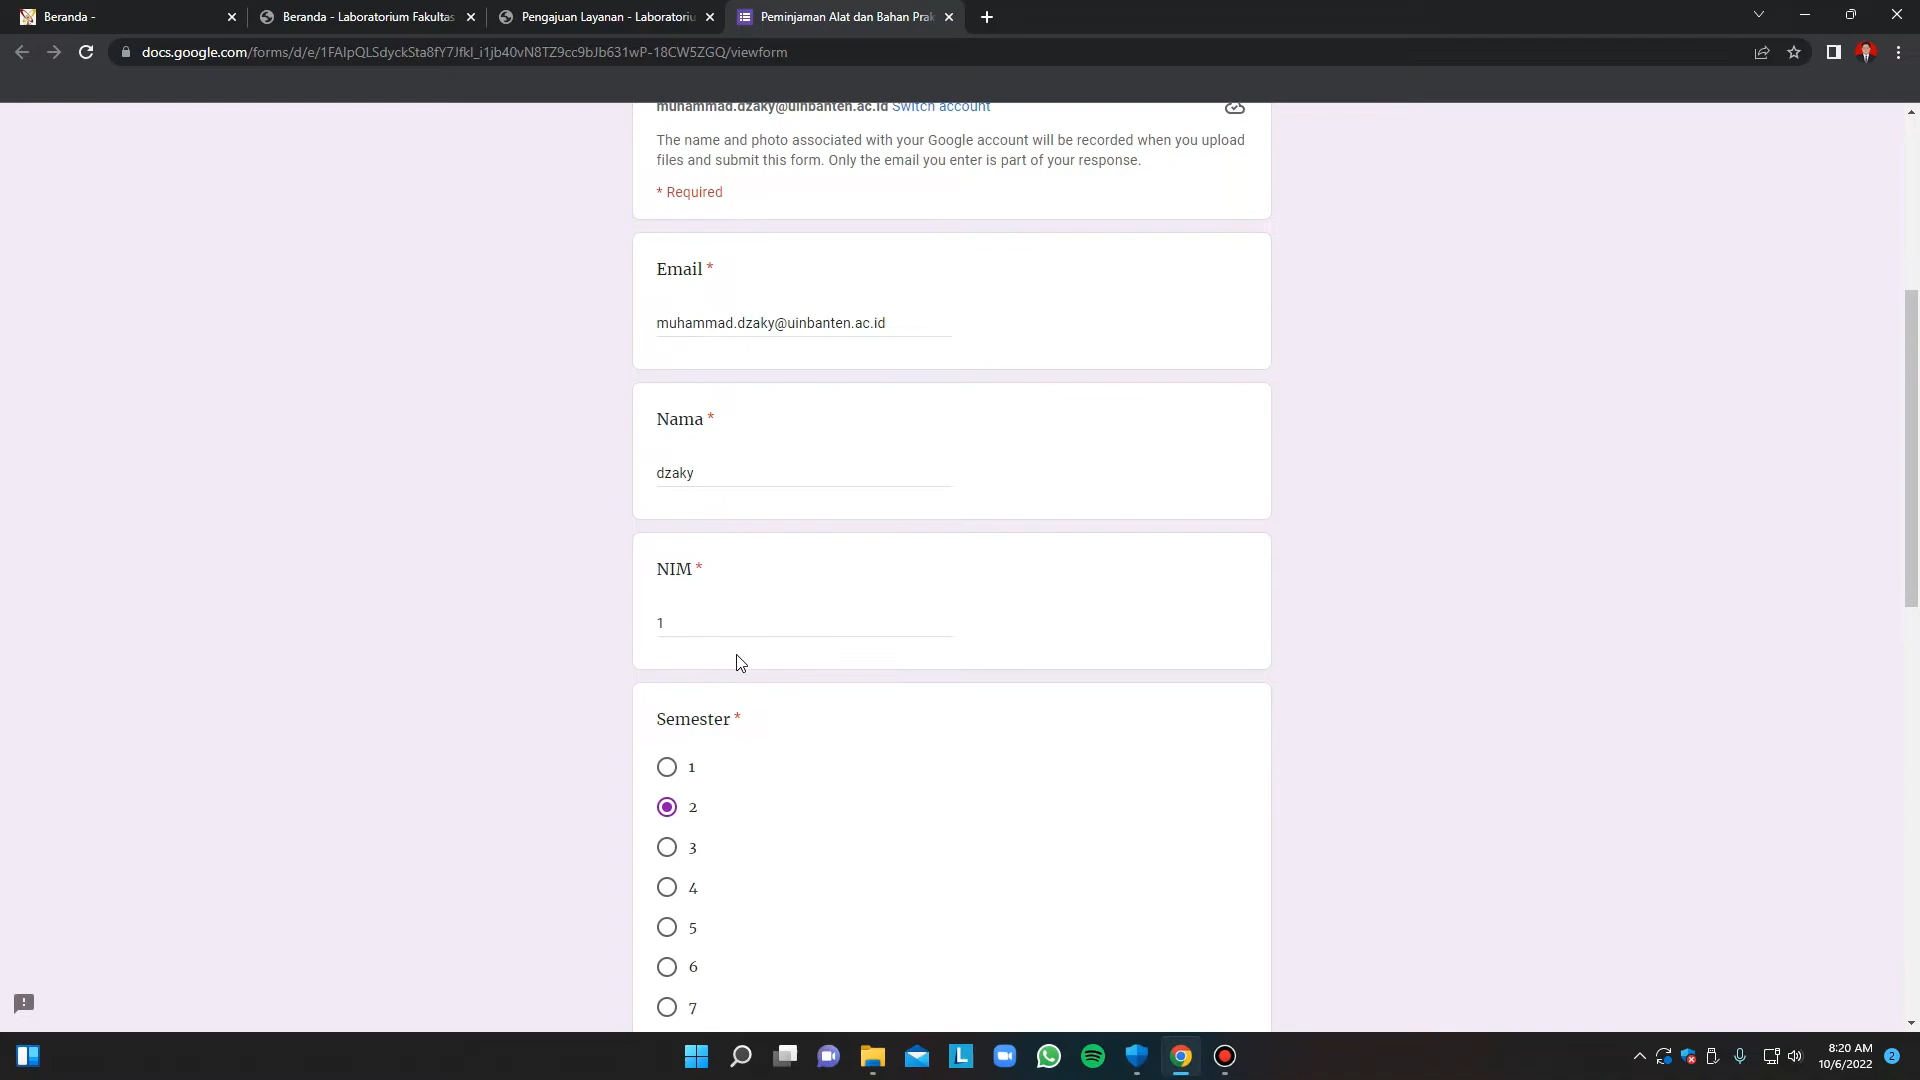 Beranda -
Beranda - Laboratorium Fakultas
Pengajuan Layanan - Laboratoriu
Peminjaman Alat dan Bahan Prak
docs.google.com/forms/d/e/1FAIpQLSdyckSta8fY7Jfkl_i1jb40vN8TZ9cc9bJb631wP-18CW5ZGQ/viewform
muhammad.dzaky@uinbanten.ac.id Switch account
The name and photo associated with your Google account will be recorded when you upload
files and submit this form. Only the email you enter is part of your response.
* Required
Email *
muhammad.dzaky@uinbanten.ac.id
Nama *
dzaky
NIM *
1
Semester *
1
2
3
4
5
6
7
L
8:20 AM
10/6/2022
2